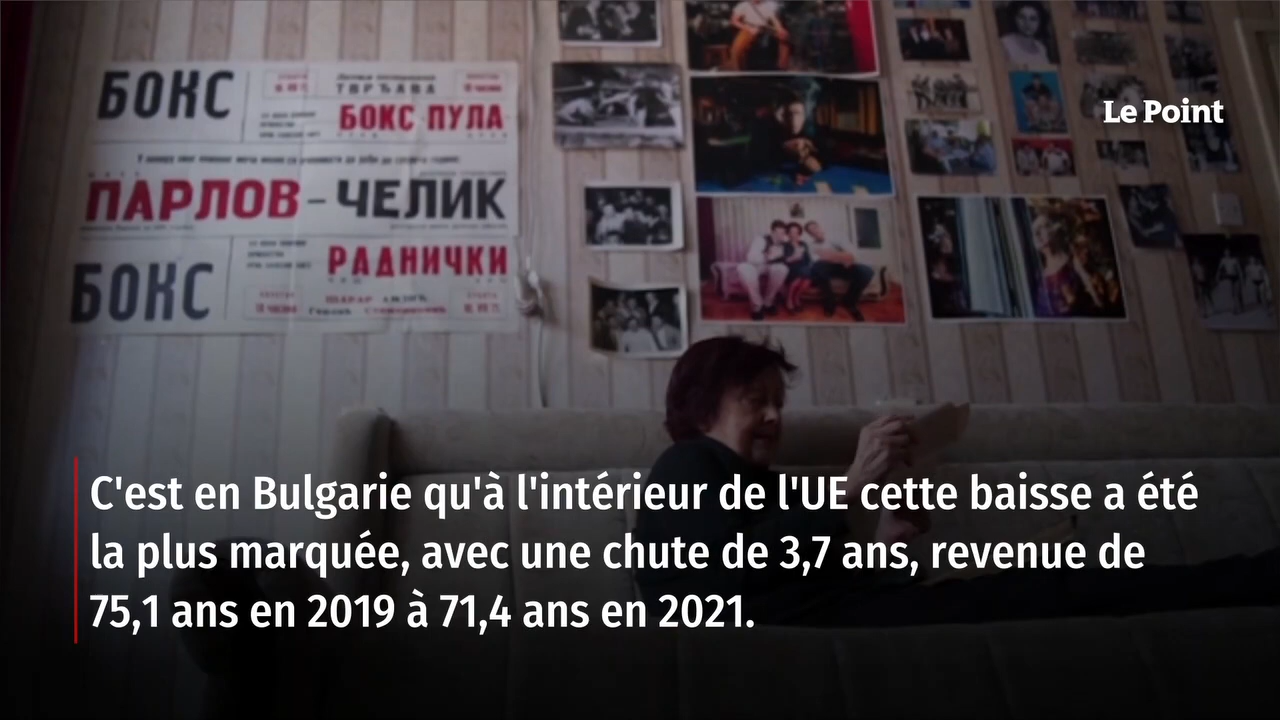 Le Point
БОКС
ТВРЂАВА
БОКС ПУЛА
ПАРЛОВ - ЧЕЛИК
БОКС
РАДНИЧКИ
C'est en Bulgarie qu'à l'intérieur de l'UE cette baisse a été
la plus marquée, avec une chute de 3,7 ans, revenue de
75,1 ans en 2019 à 71,4 ans en 2021.